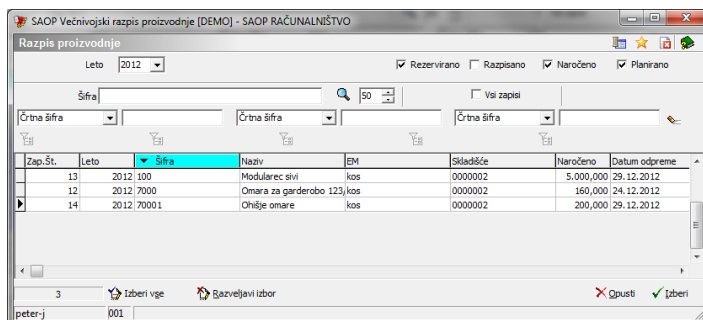 SAOP Večnivojski razpis proizvodnje [DEMO] - SAOP RAČUNALNIŠTVO
Razpis proizvodnje
Leto 2012 Rezervirano Razpisano Naročeno Planirano
Šifra 50 Vsi zapisi
Črtna šifra Črtna šifra Črtna šifra
Zap.Št. Leto Šifra Naziv EM Skladišče Naročeno Datum odpreme
13 2012 100 Modularec sivi kos 0000002 5.000,000 29.12.2012
12 2012 7000 Omara za garderobo 123/ kos 0000002 160,000 24.12.2012
14 2012 70001 Ohišje omare kos 0000002 200,000 29.12.2012
3 Izberi vse Razveljavi izbor Opusti Izberi
peter-j 001